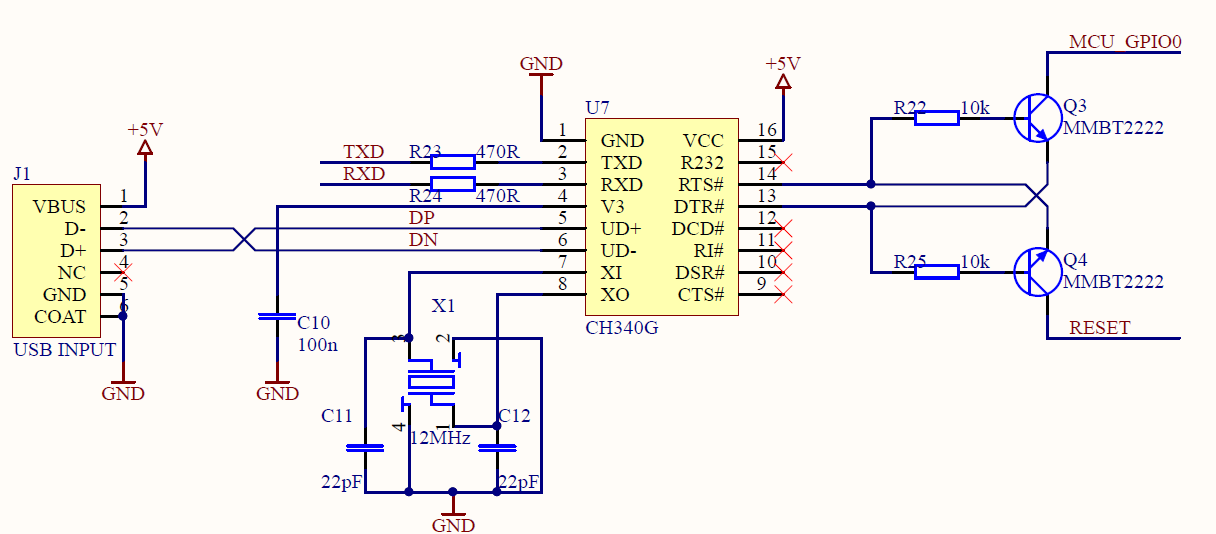 MCU_GPIO0
GND
+5V
U7
R22 10k
Q3
MMBT2222
1 GND VCC 16
TXD R23 470R 2 TXD R232 15
RXD R24 470R 3 RXD RTS# 14
4 V3 DTR# 13
DP 5 UD+ DCD# 12
DN 6 UD- RI# 11
7 XI DSR# 10
8 XO CTS# 9
CH340G
+5V
J1
VBUS 1
D- 2
D+ 3
NC 4
GND 5
COAT 6
USB INPUT
GND
R25 10k
Q4
MMBT2222
RESET
C10
100n
GND
X1
3 2
4 1
12MHz
C11
22pF
C12
22pF
GND